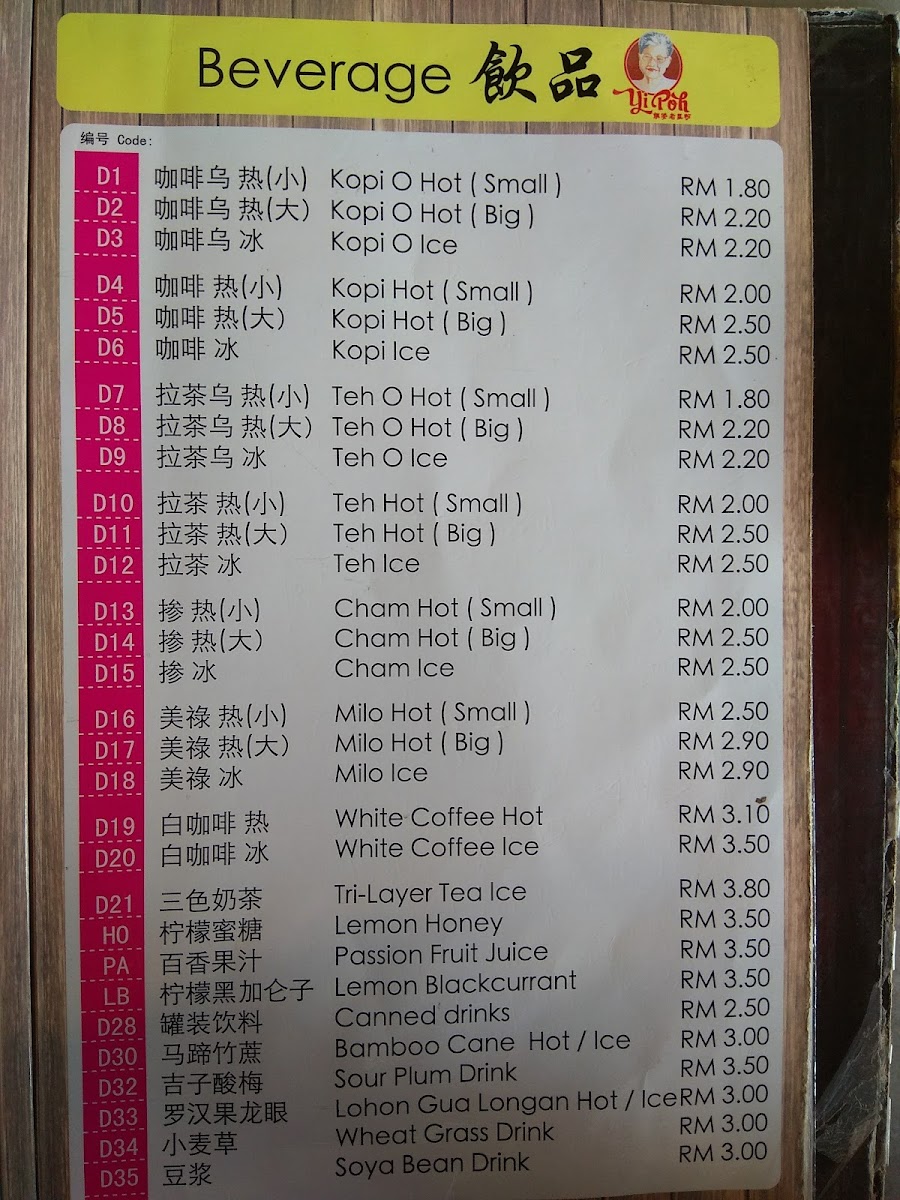 Beverage 飲品
Yi Poh
编号 Code:
D1 咖啡乌 热(小) Kopi O Hot ( Small ) RM 1.80
D2 咖啡乌 热(大) Kopi O Hot ( Big ) RM 2.20
D3 咖啡乌 冰 Kopi O Ice RM 2.20
D4 咖啡 热(小) Kopi Hot ( Small ) RM 2.00
D5 咖啡 热(大) Kopi Hot ( Big ) RM 2.50
D6 咖啡 冰 Kopi Ice RM 2.50
D7 拉茶乌 热(小) Teh O Hot ( Small ) RM 1.80
D8 拉茶乌 热(大) Teh O Hot ( Big ) RM 2.20
D9 拉茶乌 冰 Teh O Ice RM 2.20
D10 拉茶 热(小) Teh Hot ( Small ) RM 2.00
D11 拉茶 热(大) Teh Hot ( Big ) RM 2.50
D12 拉茶 冰 Teh Ice RM 2.50
D13 掺 热(小) Cham Hot ( Small ) RM 2.00
D14 掺 热(大) Cham Hot ( Big ) RM 2.50
D15 掺 冰 Cham Ice RM 2.50
D16 美祿 热(小) Milo Hot ( Small ) RM 2.50
D17 美祿 热(大) Milo Hot ( Big ) RM 2.90
D18 美祿 冰 Milo Ice RM 2.90
D19 白咖啡 热 White Coffee Hot RM 3.10
D20 白咖啡 冰 White Coffee Ice RM 3.50
D21 三色奶茶 Tri-Layer Tea Ice RM 3.80
HO 柠檬蜜糖 Lemon Honey RM 3.50
PA 百香果汁 Passion Fruit Juice RM 3.50
LB 柠檬黑加仑子 Lemon Blackcurrant RM 3.50
D28 罐装饮料 Canned drinks RM 2.50
D30 马蹄竹蔗 Bamboo Cane Hot / Ice RM 3.00
D32 吉子酸梅 Sour Plum Drink RM 3.50
D33 罗汉果龙眼 Lohon Gua Longan Hot / Ice RM 3.00
D34 小麦草 Wheat Grass Drink RM 3.00
D35 豆浆 Soya Bean Drink RM 3.00